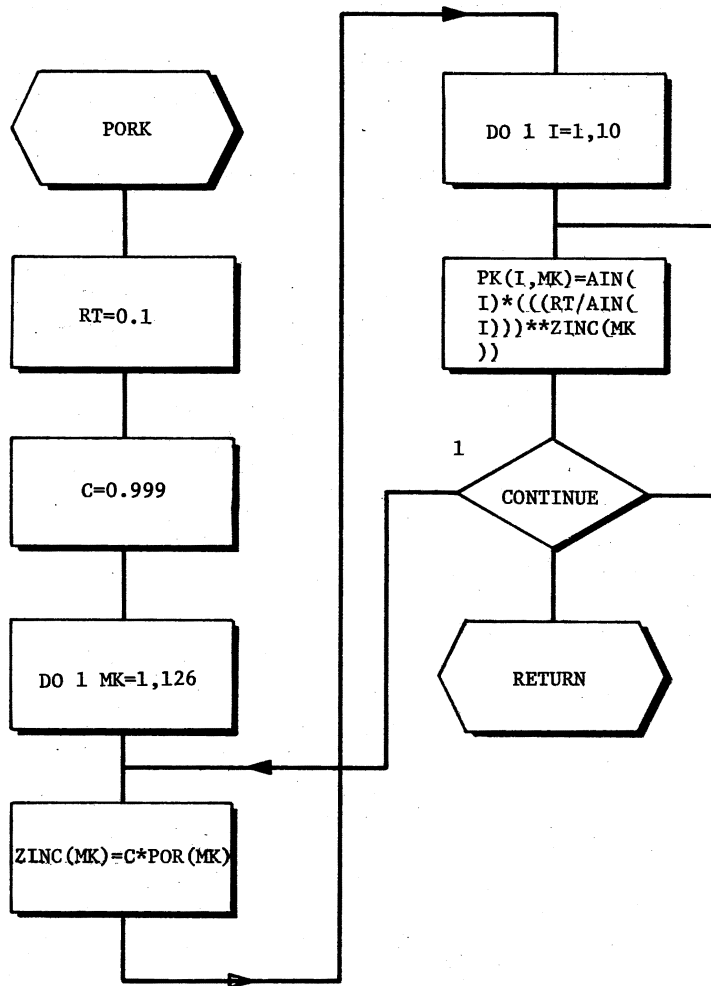 PORK
RT=0.1
C=0.999
DO 1 MK=1,126
ZINC(MK)=C*POR(MK)
DO 1 I=1,10
PK(I,MK)=AIN(
I)*(((RT/AIN(
I)))**ZINC(MK
))
1
CONTINUE
RETURN